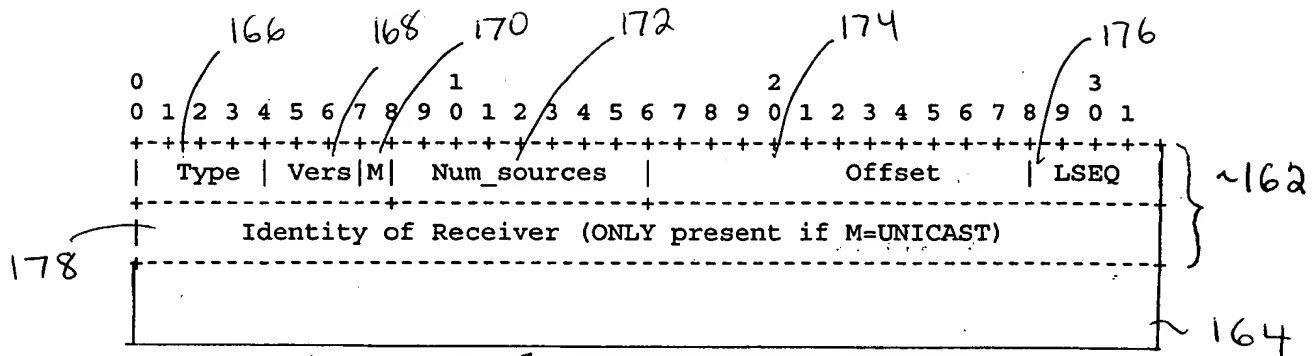 166 168 170 172 174 176
0 1 2 3
0 1 2 3 4 5 6 7 8 9 0 1 2 3 4 5 6 7 8 9 0 1 2 3 4 5 6 7 8 9 0 1
+-+-+-+-+-+-+-+-+-+-+-+-+-+-+-+-+-+-+-+-+-+-+-+-+-+-+-+-+-+-+-+-+
| Type | Vers|M| Num_sources | Offset | LSEQ
~162
Identity of Receiver (ONLY present if M=UNICAST)
178
~ 164